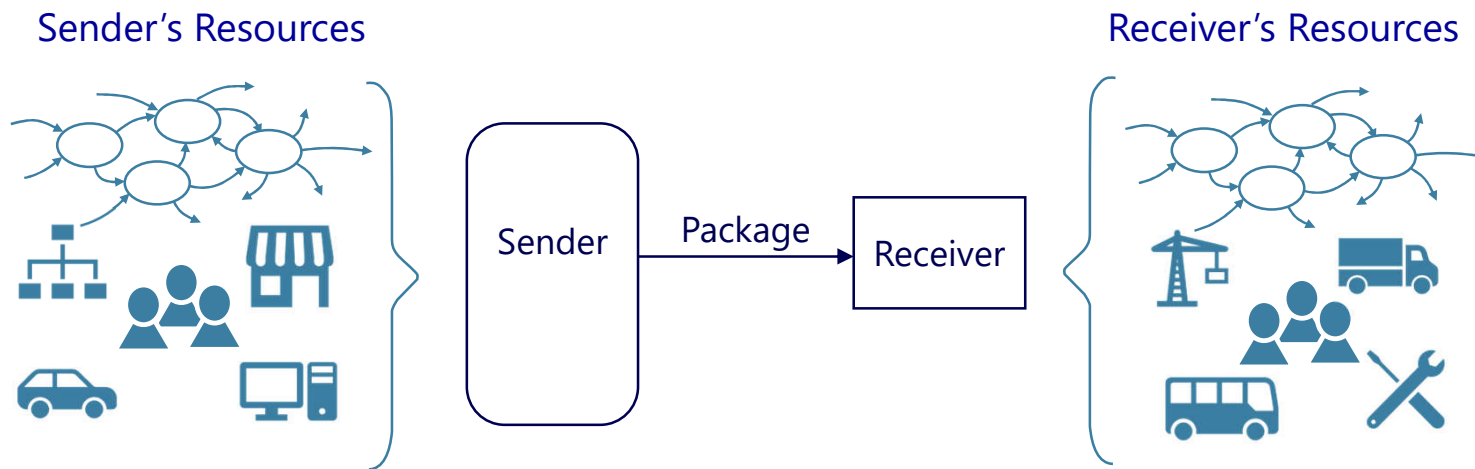 Sender’s Resources
Receiver’s Resources
Sender
Package
Receiver